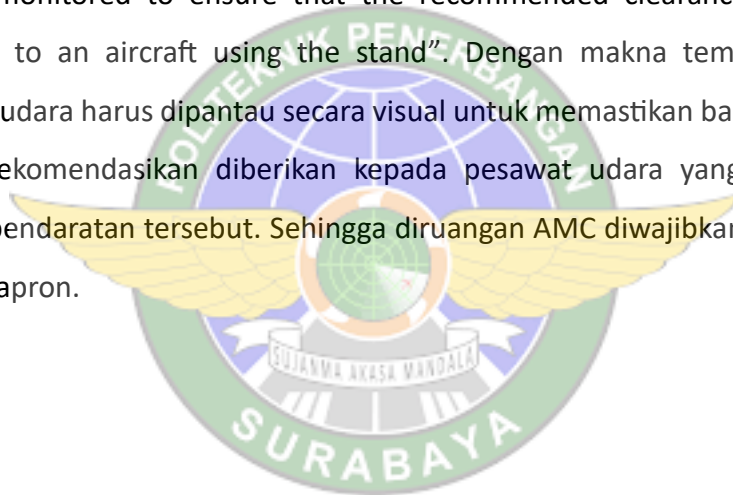 monitored to ensure that the recommended clearanc
to an aircraft using the stand”. Dengan makna tem
udara harus dipantau secara visual untuk memastikan ba
ekomendasikan diberikan kepada pesawat udara yang
pendaratan tersebut. Sehingga diruangan AMC diwajibkan
apron.
POLITEKNIK PENERBANGAN
SUJANMA AKASA MANDALA
SURABAYA